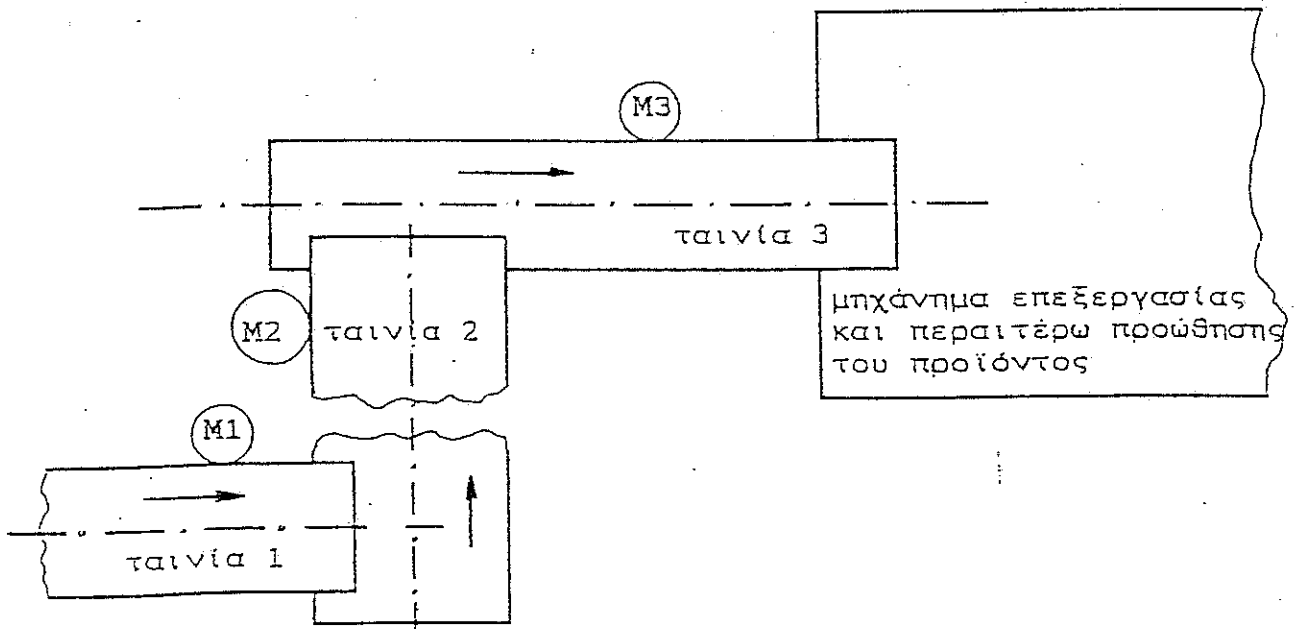 M3
ταινία 3
μηχάνημα επεξεργασίας
και περαιτέρω προώθησης
του προϊόντος
M2
ταινία 2
M1
ταινία 1